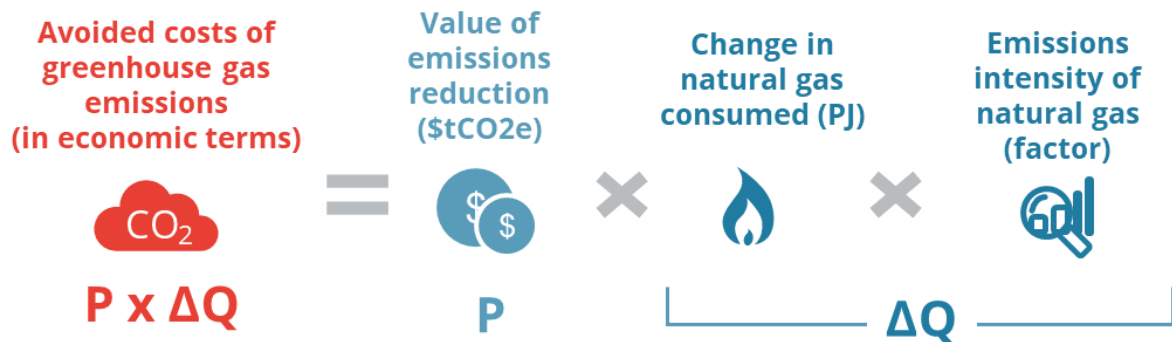 Avoided costs of
greenhouse gas
emissions
(in economic terms)
CO2
P x ΔQ
=
Value of
emissions
reduction
($tCO2e)
$
$
P
×
Change in
natural gas
consumed (PJ)
×
Emissions
intensity of
natural gas
(factor)
ΔQ